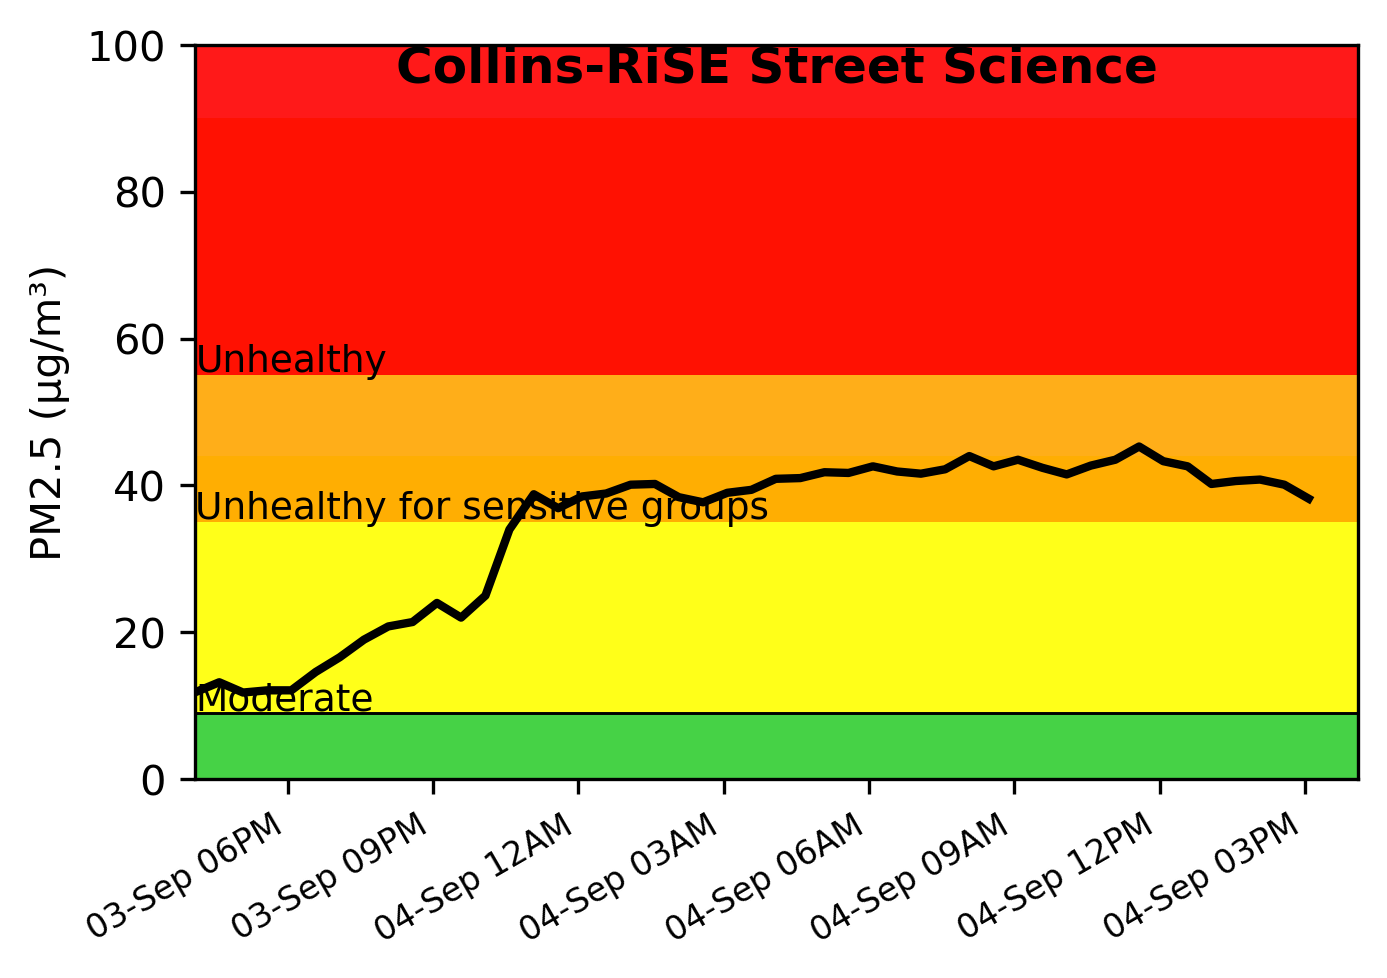 Collins-RiSE Street Science
100
80
60
40
20
0
PM2.5 (µg/m³)
Unhealthy
Unhealthy for sensitive groups
Moderate
03-Sep 06PM
03-Sep 09PM
04-Sep 12AM
04-Sep 03AM
04-Sep 06AM
04-Sep 09AM
04-Sep 12PM
04-Sep 03PM